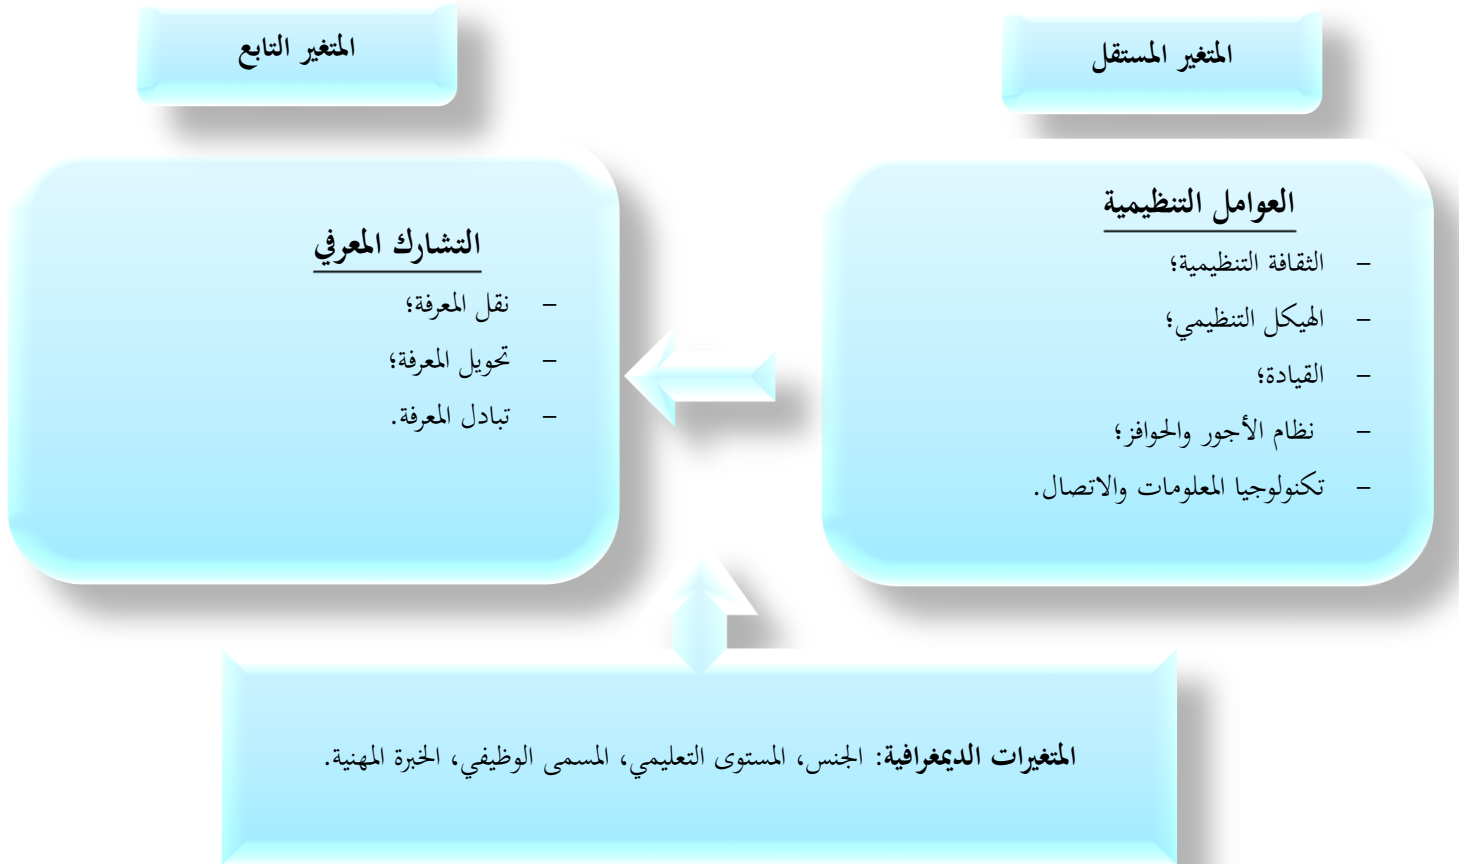 المتغير المستقل
العوامل التنظيمية
– الثقافة التنظيمية؛
– الهيكل التنظيمي؛
– القيادة؛
– نظام الأجور والحوافز؛
– تكنولوجيا المعلومات والاتصال.
المتغير التابع
التشارك المعرفي
– نقل المعرفة؛
– تحويل المعرفة؛
– تبادل المعرفة.
المتغيرات الديمغرافية: الجنس، المستوى التعليمي، المسمى الوظيفي، الخبرة المهنية.